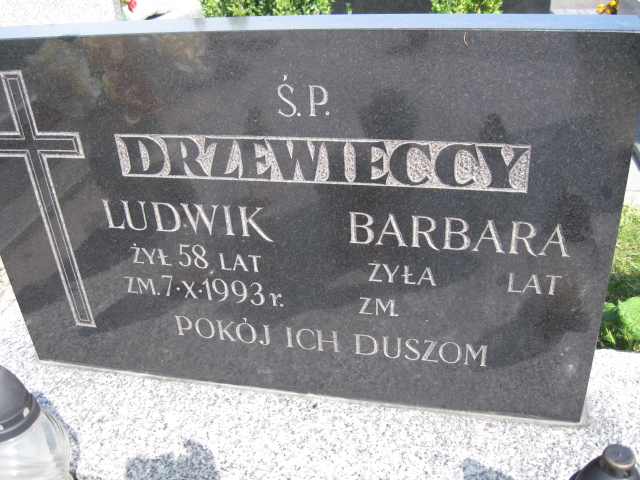 Ś.P.
DRZEWIECCY
LUDWIK BARBARA
ŻYŁ 58 LAT ŻYŁA LAT
ZM. 7·X·1993 r. ZM.
POKÓJ ICH DUSZOM